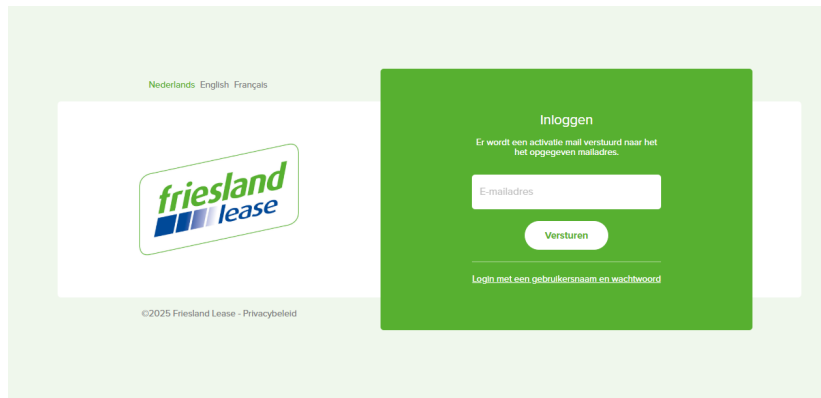 Nederlands English Français
friesland
lease
©2025 Friesland Lease - Privacybeleid
Inloggen
Er wordt een activatie mail verstuurd naar het
het opgegeven mailadres.
E-mailadres
Versturen
Login met een gebruikersnaam en wachtwoord